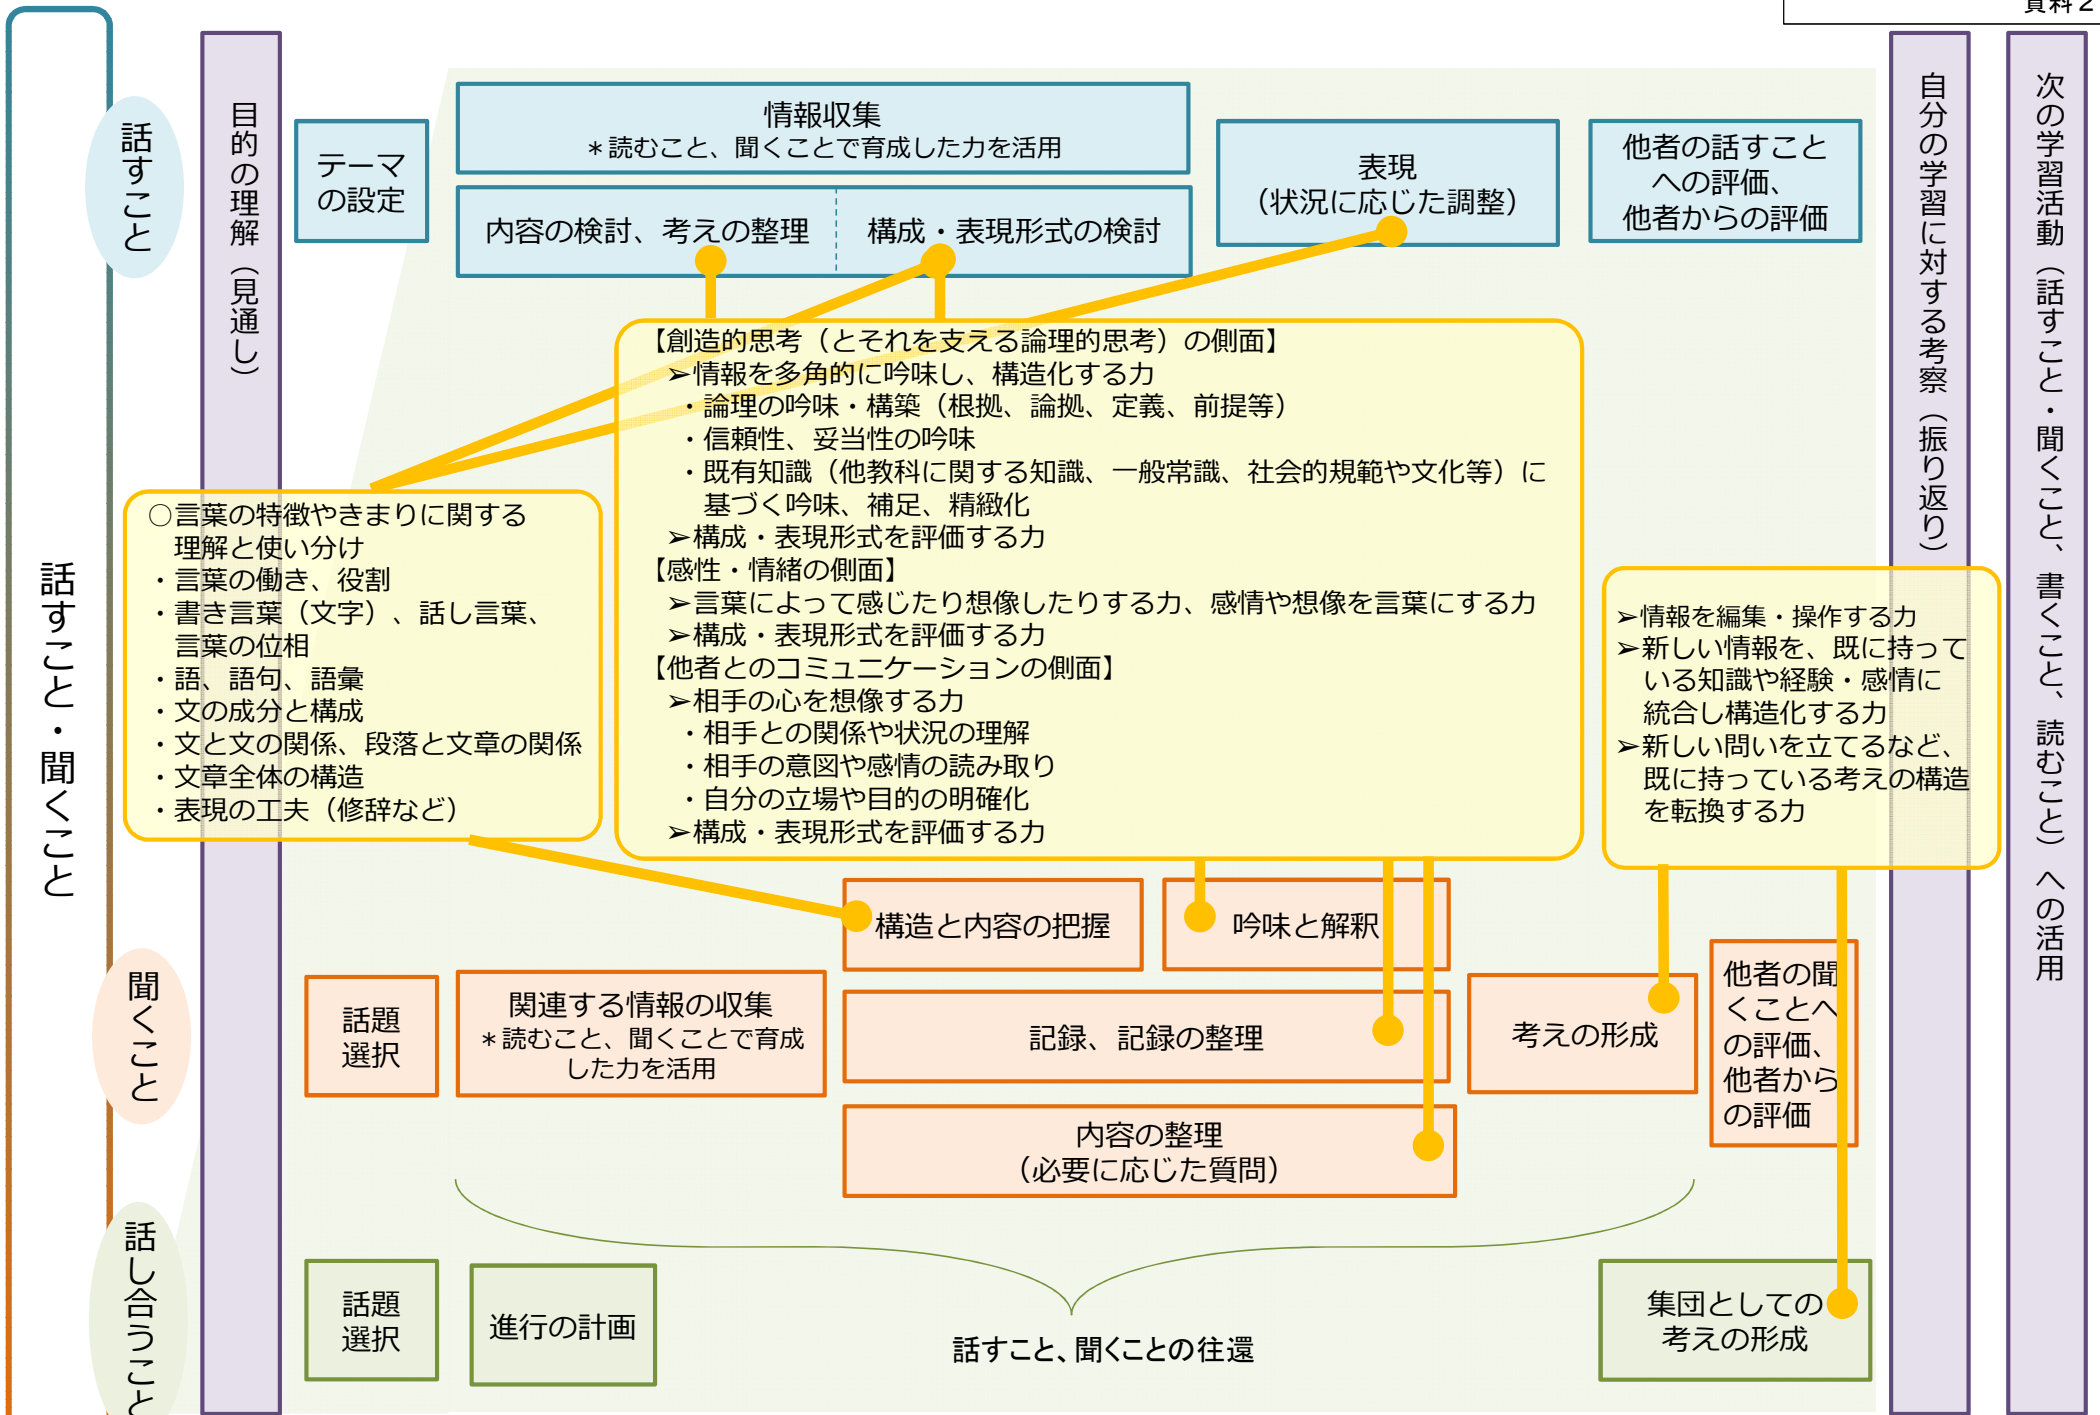 資料２
話すこと・聞くこと
話すこと
目的の理解（見通し）
テーマ
の設定
情報収集
＊読むこと、聞くことで育成した力を活用
内容の検討、考えの整理
構成・表現形式の検討
表現
（状況に応じた調整）
他者の話すこと
への評価、
他者からの評価
自分の学習に対する考察（振り返り）
次の学習活動（話すこと・聞くこと、書くこと、読むこと）への活用
○言葉の特徴やきまりに関する
理解と使い分け
・言葉の働き、役割
・書き言葉（文字）、話し言葉、
言葉の位相
・語、語句、語彙
・文の成分と構成
・文と文の関係、段落と文章の関係
・文章全体の構造
・表現の工夫（修辞など）
【創造的思考（とそれを支える論理的思考）の側面】
➢情報を多角的に吟味し、構造化する力
・論理の吟味・構築（根拠、論拠、定義、前提等）
・信頼性、妥当性の吟味
・既有知識（他教科に関する知識、一般常識、社会的規範や文化等）に
基づく吟味、補足、精緻化
➢構成・表現形式を評価する力
【感性・情緒の側面】
➢言葉によって感じたり想像したりする力、感情や想像を言葉にする力
➢構成・表現形式を評価する力
【他者とのコミュニケーションの側面】
➢相手の心を想像する力
・相手との関係や状況の理解
・相手の意図や感情の読み取り
・自分の立場や目的の明確化
➢構成・表現形式を評価する力
➢情報を編集・操作する力
➢新しい情報を、既に持って
いる知識や経験・感情に
統合し構造化する力
➢新しい問いを立てるなど、
既に持っている考えの構造
を転換する力
聞くこと
話題
選択
関連する情報の収集
＊読むこと、聞くことで育成
した力を活用
構造と内容の把握
吟味と解釈
記録、記録の整理
内容の整理
（必要に応じた質問）
考えの形成
他者の聞
くことへ
の評価、
他者から
の評価
話し合うこと
話題
選択
進行の計画
話すこと、聞くことの往還
集団としての
考えの形成